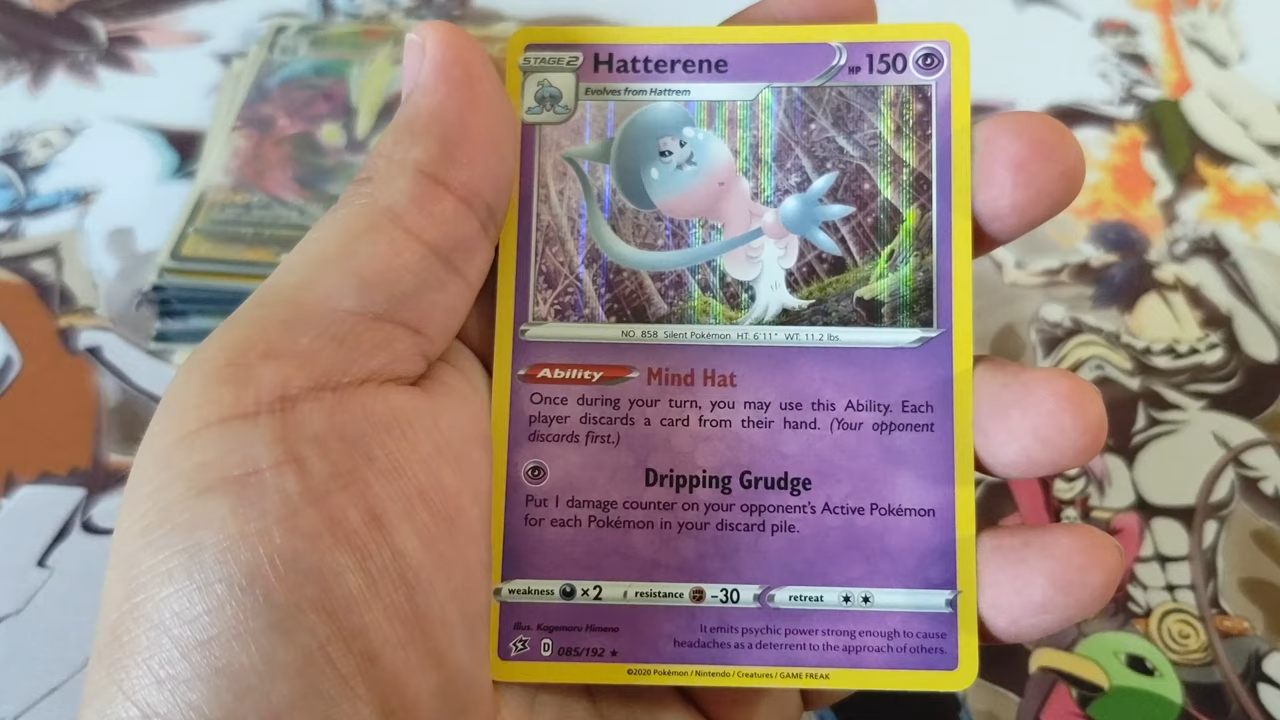 STAGE 2 Hatterene HP 150
Evolves from Hattrem
NO. 858 Silent Pokémon HT: 6'11" WT: 11.2 lbs.
Ability Mind Hat
Once during your turn, you may use this Ability. Each
player discards a card from their hand. (Your opponent
discards first.)
Dripping Grudge
Put 1 damage counter on your opponent's Active Pokémon
for each Pokémon in your discard pile.
weakness ×2 resistance -30 retreat
Illus. Kagemaru Himeno
It emits psychic power strong enough to cause
headaches as a deterrent to the approach of others.
D 085/192 ★
©2020 Pokémon / Nintendo / Creatures / GAME FREAK